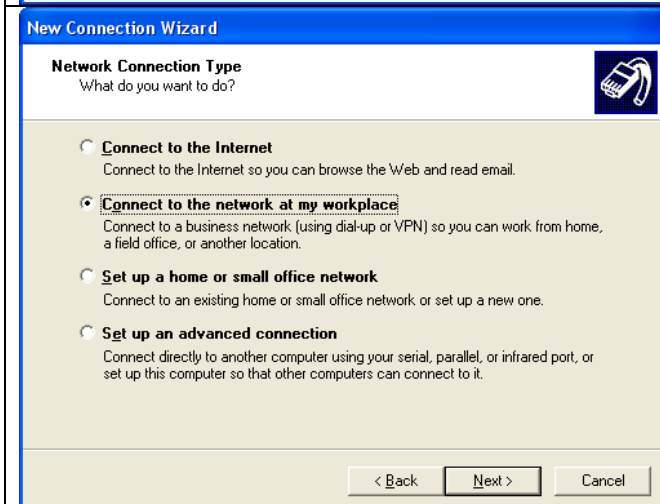 New Connection Wizard
Network Connection Type
What do you want to do?
Connect to the Internet
Connect to the Internet so you can browse the Web and read email.
Connect to the network at my workplace
Connect to a business network (using dial-up or VPN) so you can work from home,
a field office, or another location.
Set up a home or small office network
Connect to an existing home or small office network or set up a new one.
Set up an advanced connection
Connect directly to another computer using your serial, parallel, or infrared port, or
set up this computer so that other computers can connect to it.
< Back Next > Cancel